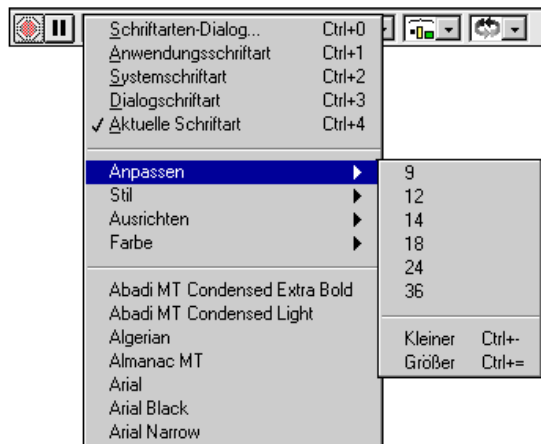 Schriftarten-Dialog... Ctrl+0
Anwendungsschriftart Ctrl+1
Systemschriftart Ctrl+2
Dialogschriftart Ctrl+3
✓ Aktuelle Schriftart Ctrl+4
Anpassen
Stil
Ausrichten
Farbe
Abadi MT Condensed Extra Bold
Abadi MT Condensed Light
Algerian
Almanac MT
Arial
Arial Black
Arial Narrow
9
12
14
18
24
36
Kleiner Ctrl+-
Größer Ctrl+=